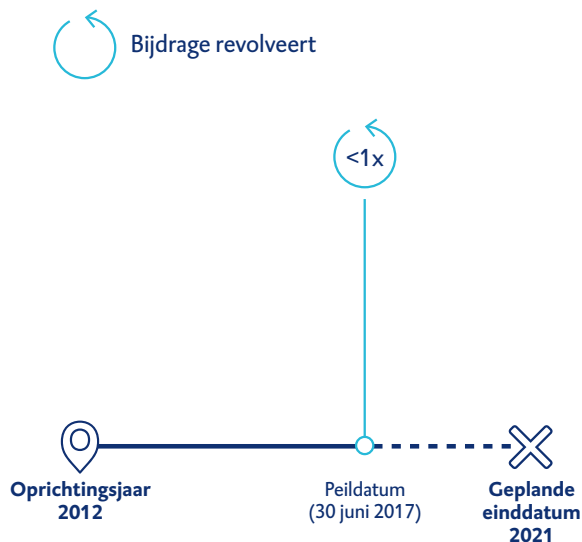 Bijdrage revolveert
<1x
Oprichtingsjaar
2012
Peildatum
(30 juni 2017)
Geplande
einddatum
2021